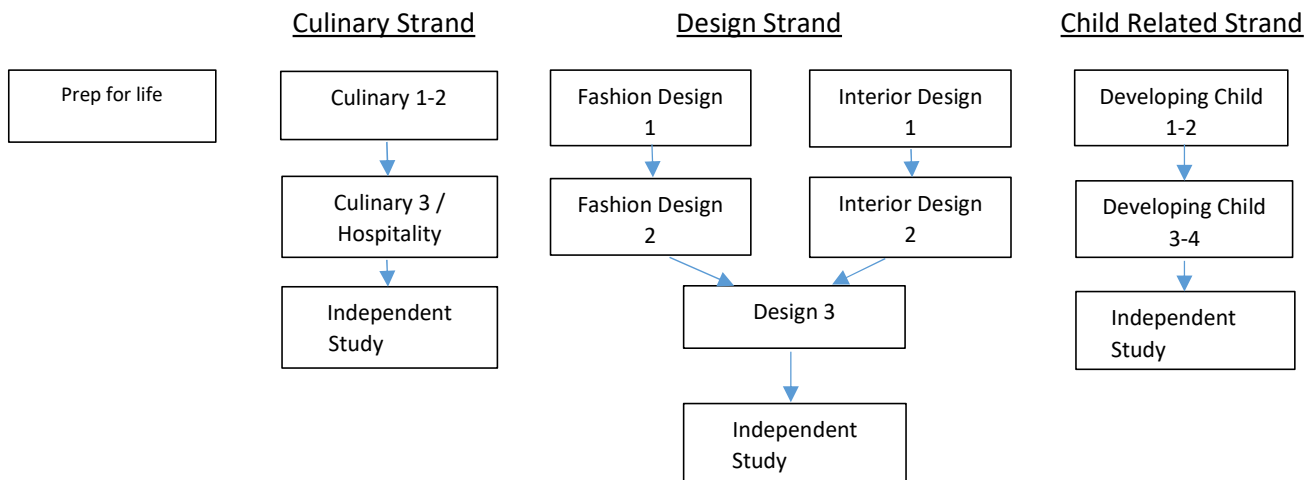 Culinary Strand
Design Strand
Child Related Strand
Prep for life
Culinary 1-2
Fashion Design
1
Interior Design
1
Developing Child
1-2
Culinary 3 /
Hospitality
Fashion Design
2
Interior Design
2
Developing Child
3-4
Independent
Study
Design 3
Independent
Study
Independent
Study